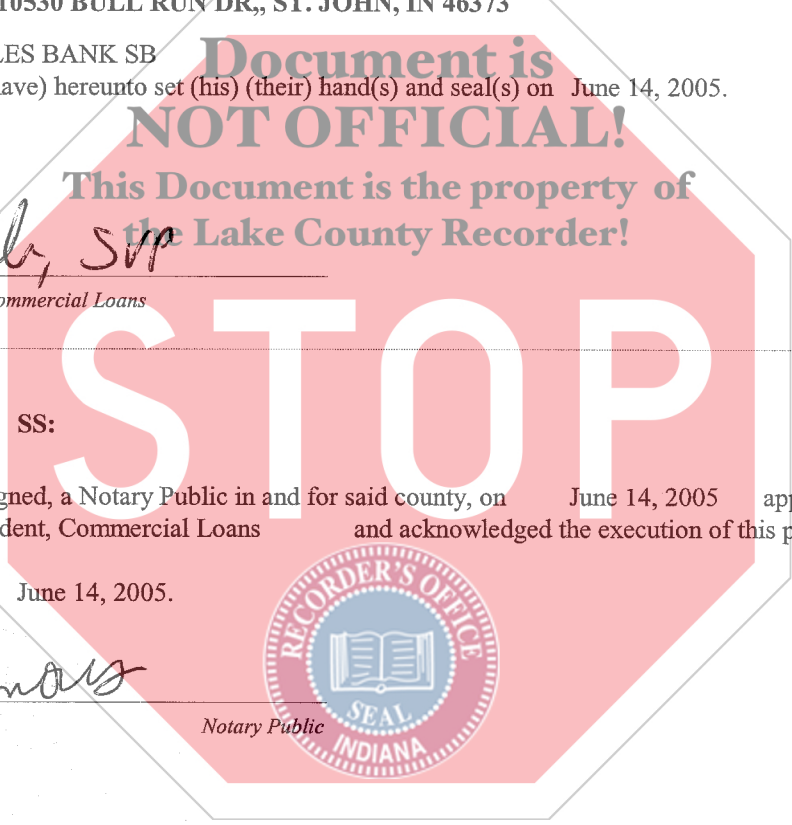 10530 BULL RUN DR,, ST. JOHN, IN 46373
LES BANK SB
Document is
ave) hereunto set (his) (their) hand(s) and seal(s) on June 14, 2005.
NOT OFFICIAL!
This Document is the property of
the Lake County Recorder!
SVP
ommercial Loans
STOP
SS:
gned, a Notary Public in and for said county, on June 14, 2005 app
dent, Commercial Loans and acknowledged the execution of this p
June 14, 2005.
RECORDER'S OFFICE
SEAL
INDIANA
Notary Public